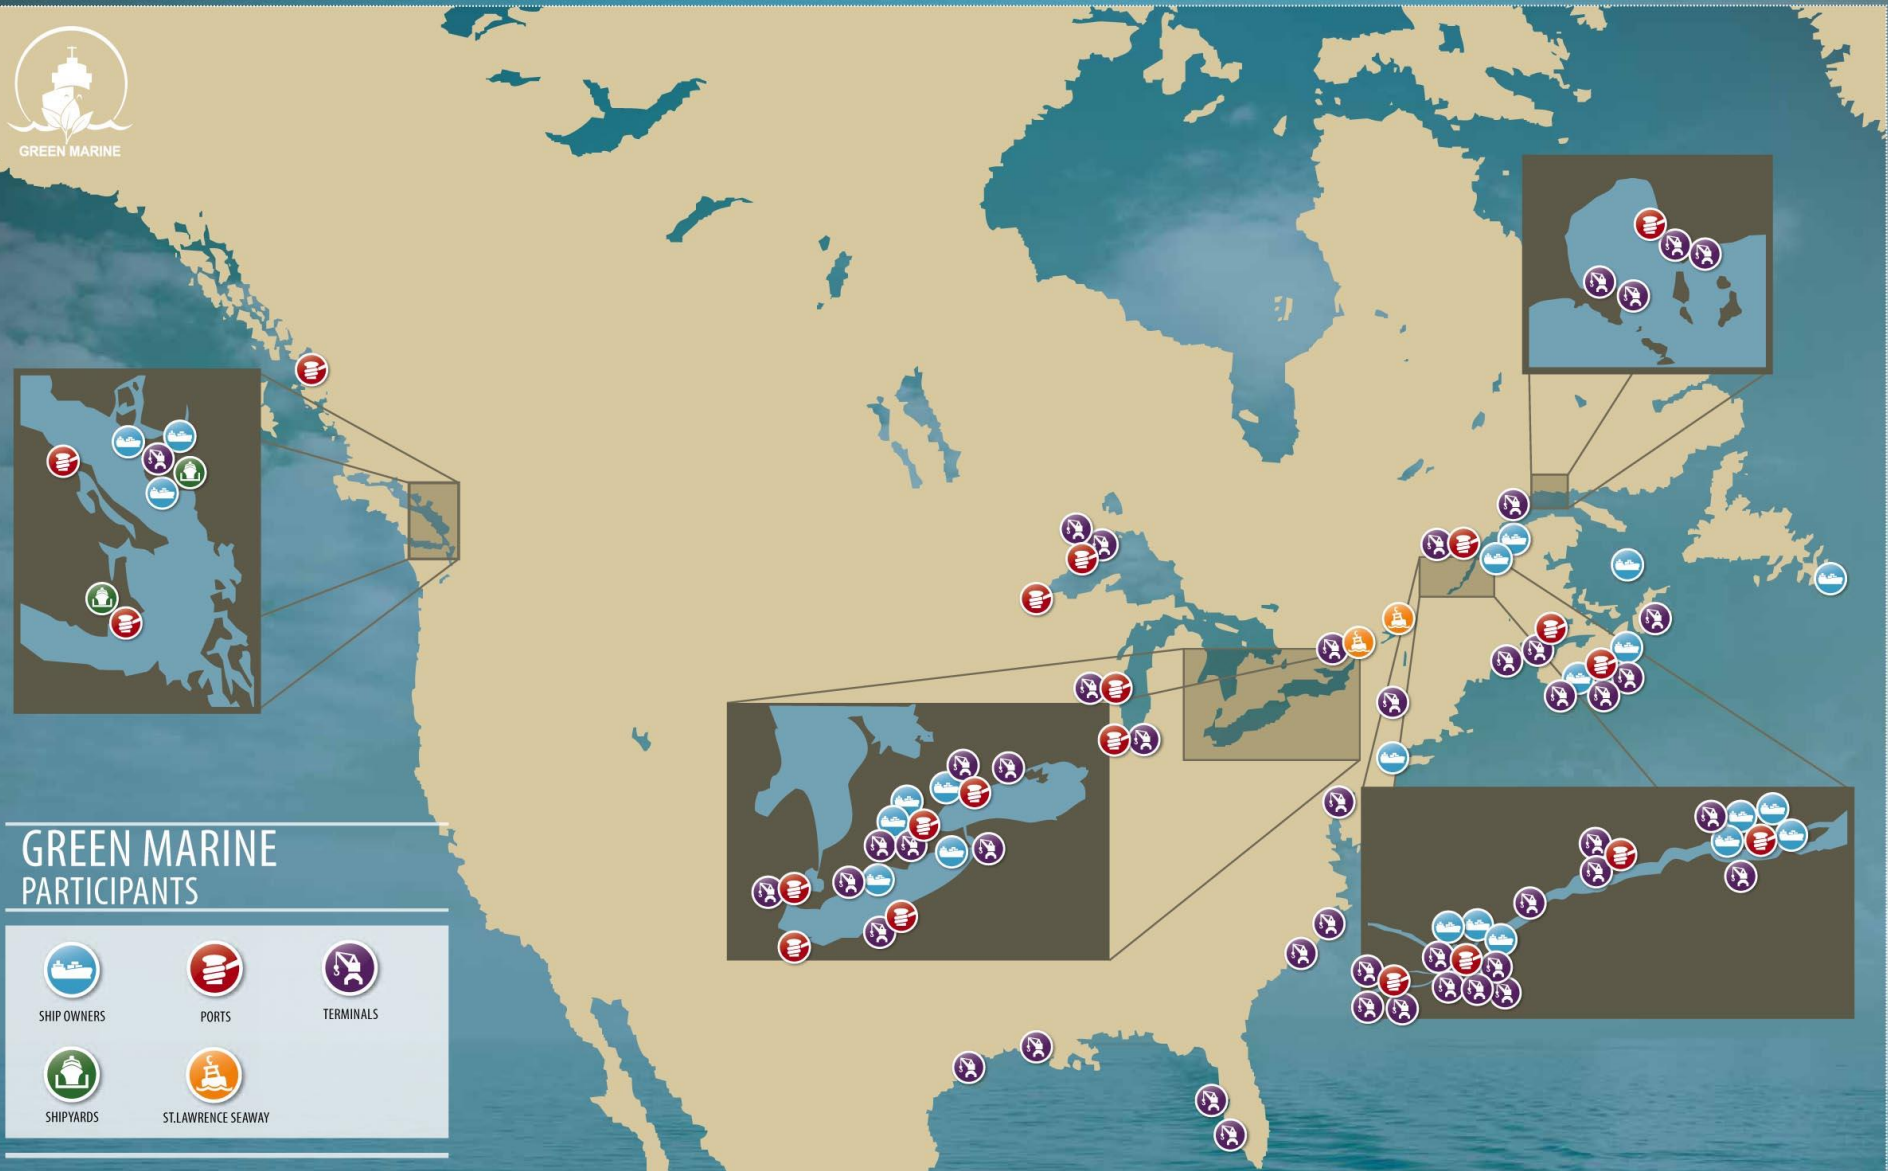 GREEN MARINE
GREEN MARINE
PARTICIPANTS
SHIP OWNERS
PORTS
TERMINALS
SHIPYARDS
ST.LAWRENCE SEAWAY